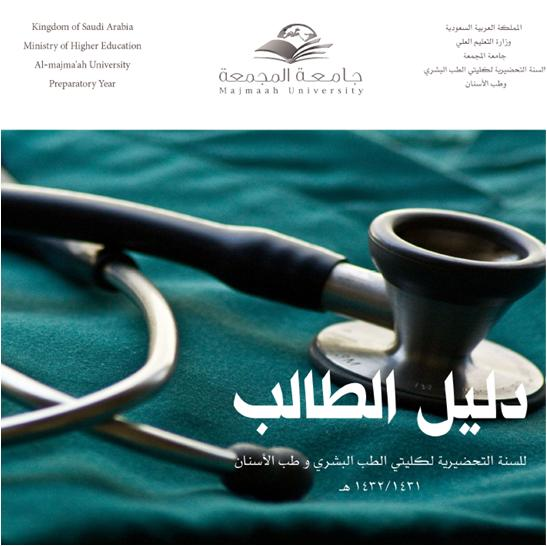 Kingdom of Saudi Arabia
Ministry of Higher Education
Al-majma'ah University
Preparatory Year
جامعة المجمعة
Majmaah University
المملكة العربية السعودية
وزارة التعليم العلي
جامعة المجمعة
السنة التحضيرية لكليتي الطب البشري
وطب الأسنان
دليل الطالب
للسنة التحضيرية لكليتي الطب البشري و طب الأسنان
١٤٣٢/١٤٣١ هـ